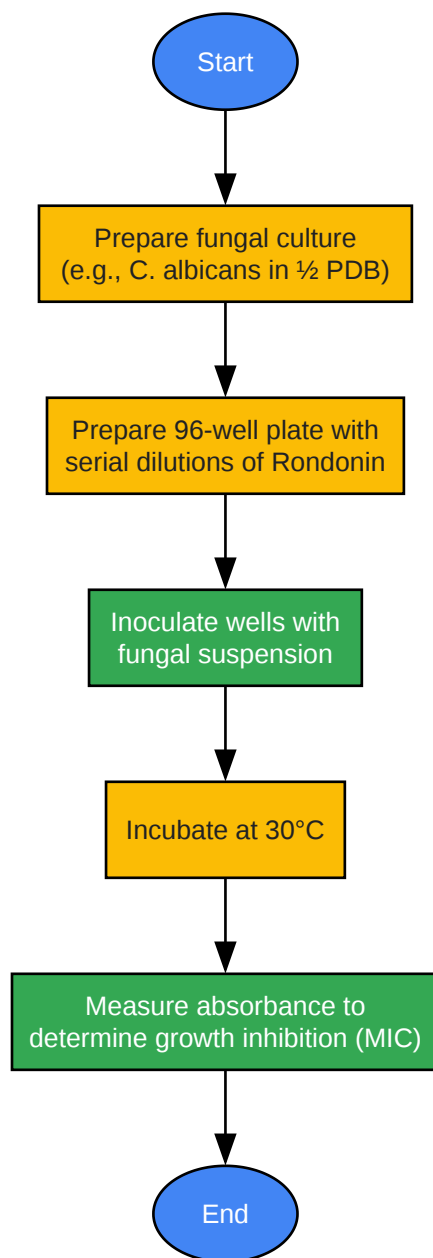 Start
Prepare fungal culture
(e.g., C. albicans in ½ PDB)
Prepare 96-well plate with
serial dilutions of Rondonin
Inoculate wells with
fungal suspension
Incubate at 30°C
Measure absorbance to
determine growth inhibition (MIC)
End